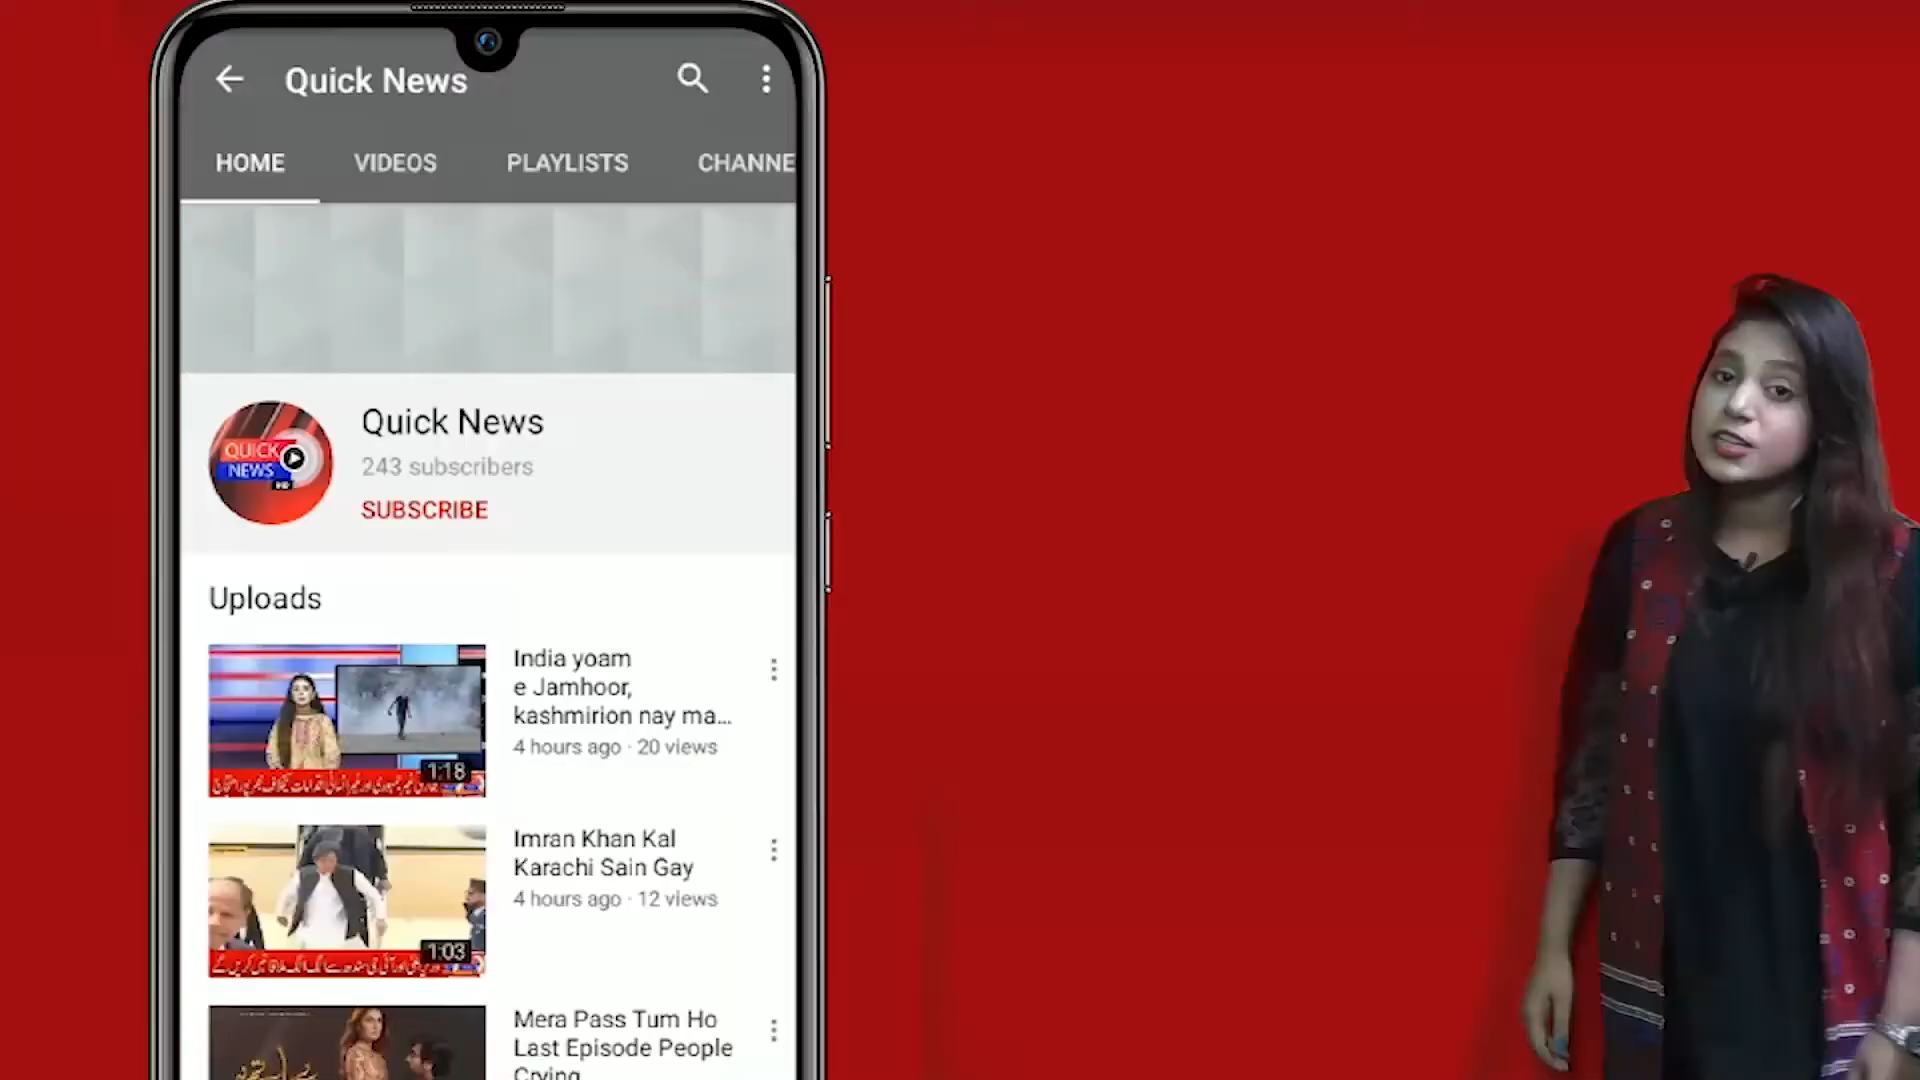 Quick News
HOME
VIDEOS
PLAYLISTS
CHANNE
QUICK
NEWS
HD
Quick News
243 subscribers
SUBSCRIBE
Uploads
India yoam
e Jamhoor,
kashmirion nay ma...
4 hours ago · 20 views
1:18
Imran Khan Kal
Karachi Sain Gay
4 hours ago · 12 views
1:03
Mera Pass Tum Ho
Last Episode People
Crying